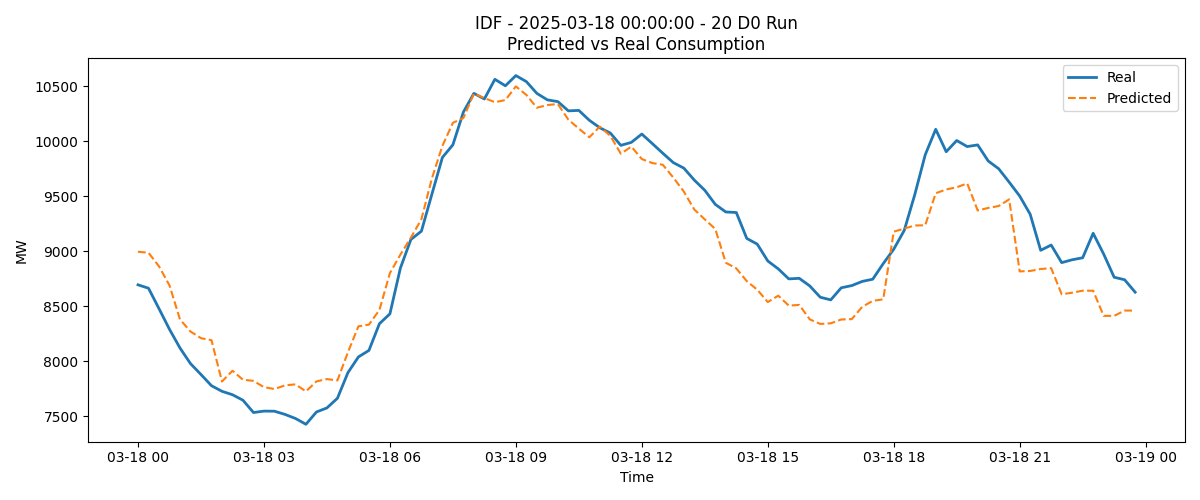 IDF - 2025-03-18 00:00:00 - 20 D0 Run
Predicted vs Real Consumption
Real
Predicted
10500
10000
9500
9000
8500
8000
7500
MW
03-18 00
03-18 03
03-18 06
03-18 09
03-18 12
03-18 15
03-18 18
03-18 21
03-19 00
Time